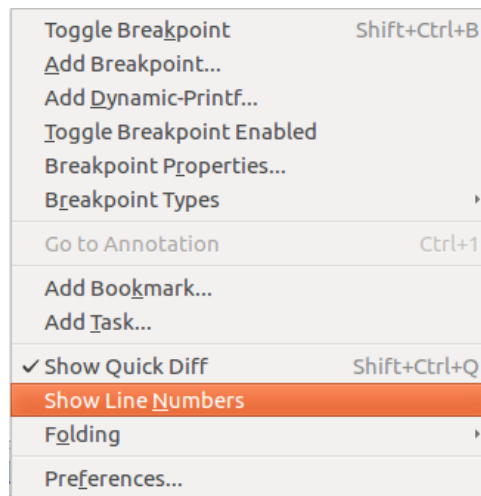 Toggle Breakpoint Shift+Ctrl+B
Add Breakpoint...
Add Dynamic-Printf...
Toggle Breakpoint Enabled
Breakpoint Properties...
Breakpoint Types
Go to Annotation Ctrl+1
Add Bookmark...
Add Task...
Show Quick Diff Shift+Ctrl+Q
Show Line Numbers
Folding
Preferences...